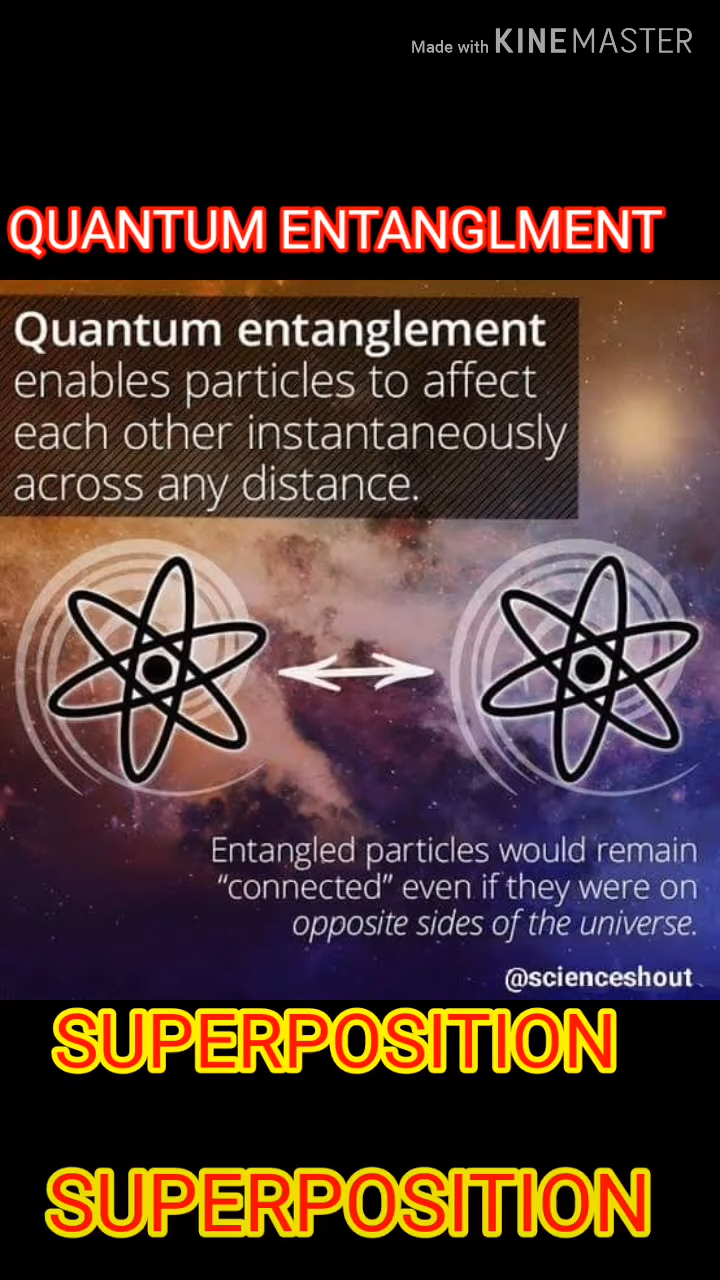 Made with KINEMASTER
QUANTUM ENTANGLMENT
Quantum entanglement
enables particles to affect
each other instantaneously
across any distance.
Entangled particles would remain
“connected” even if they were on
opposite sides of the universe.
@scienceshout
SUPERPOSITION
SUPERPOSITION